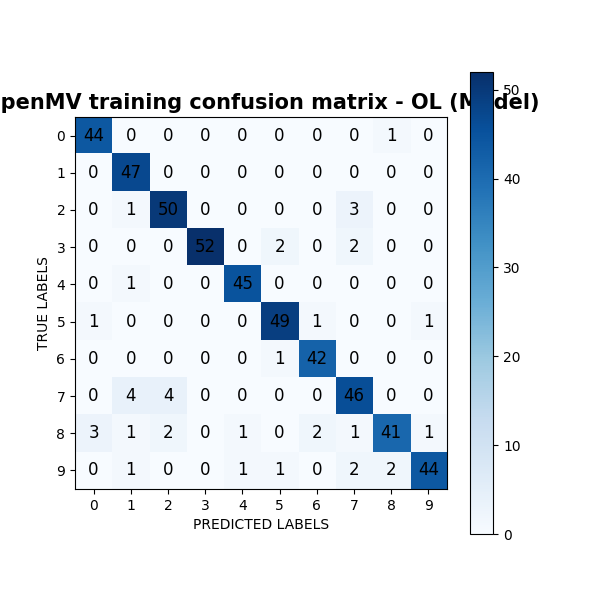 penMV training confusion matrix - OL (M del)
TRUE LABELS
0 44 0 0 0 0 0 0 0 1 0
1 0 47 0 0 0 0 0 0 0 0
2 0 1 50 0 0 0 0 3 0 0
3 0 0 0 52 0 2 0 2 0 0
4 0 1 0 0 45 0 0 0 0 0
5 1 0 0 0 0 49 1 0 0 1
6 0 0 0 0 0 1 42 0 0 0
7 0 4 4 0 0 0 0 46 0 0
8 3 1 2 0 1 0 2 1 41 1
9 0 1 0 0 1 1 0 2 2 44
0 1 2 3 4 5 6 7 8 9
PREDICTED LABELS
50
40
30
20
10
0